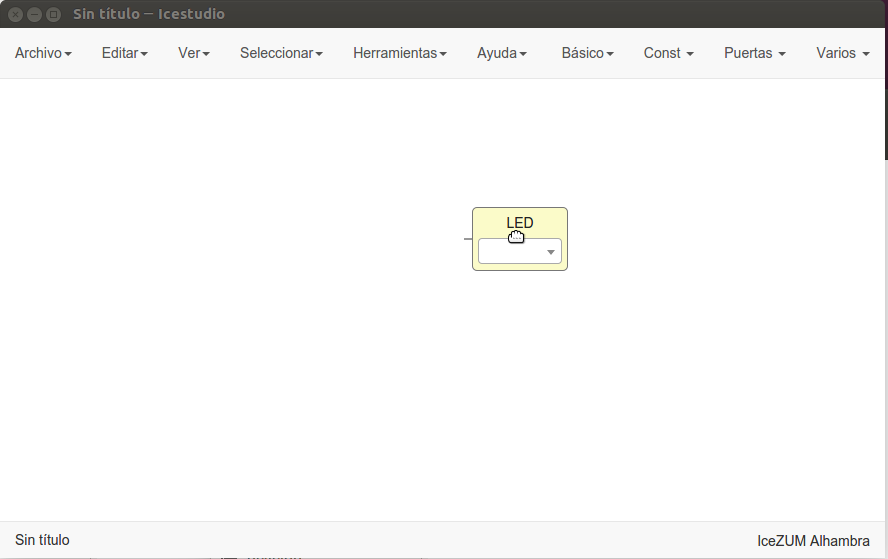 Sin título — Icestudio
Archivo Editar Ver Seleccionar Herramientas Ayuda Básico Const Puertas Varios
LED
Sin título IceZUM Alhambra